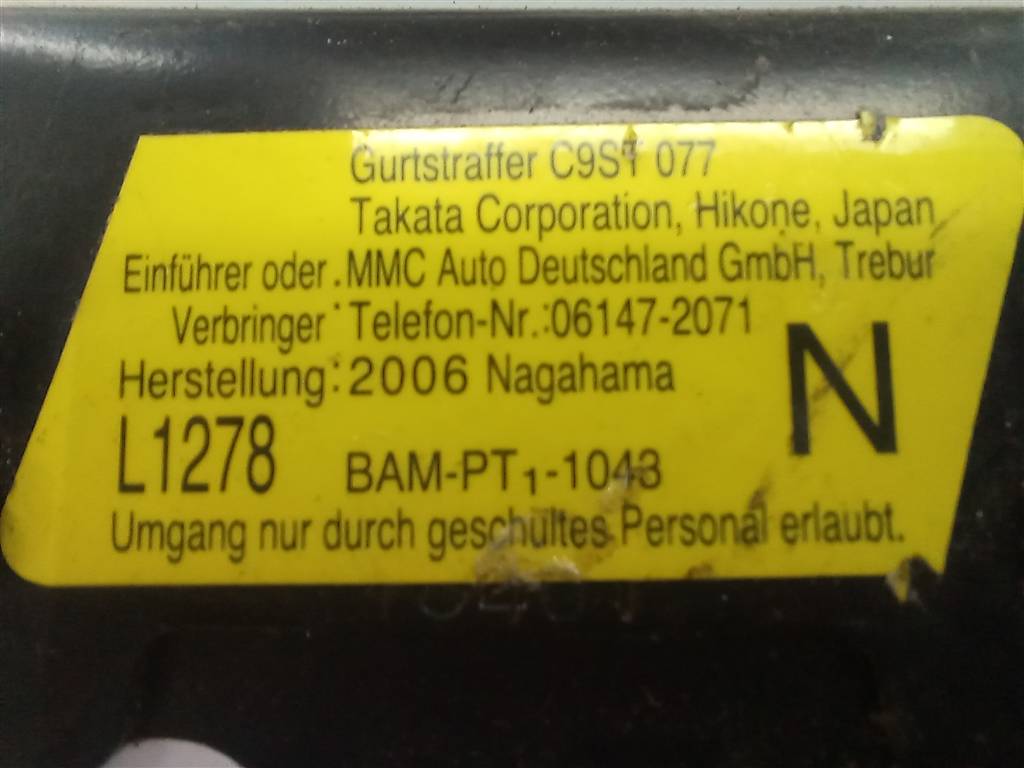 Gurtstraffer C9ST 077
Takata Corporation, Hikone, Japan
Einführer oder . MMC Auto Deutschland GmbH, Trebur
Verbringer : Telefon-Nr.:06147-2071
Herstellung: 2006 Nagahama
N
L1278 BAM-PT1-1043
Umgang nur durch geschultes Personal erlaubt.